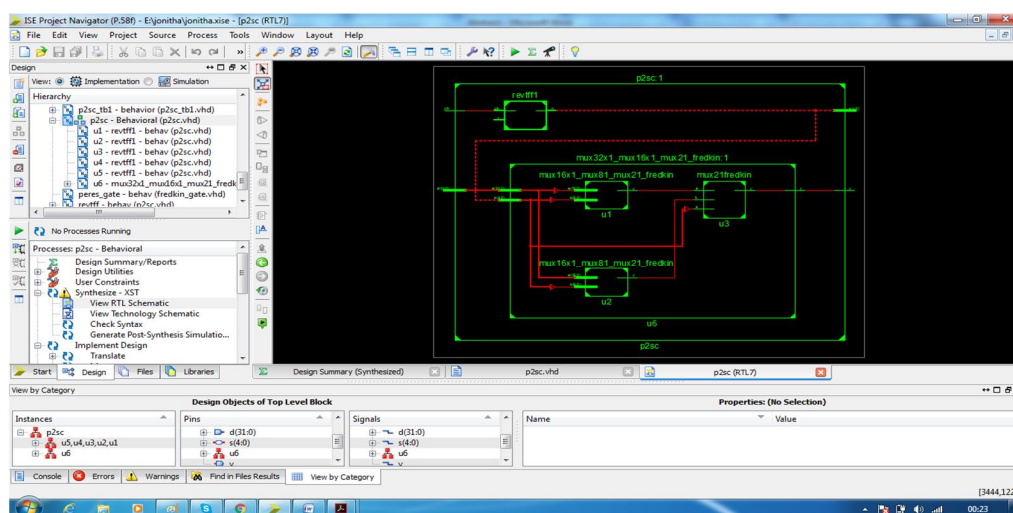 ISE Project Navigator (P.58f) - E:\jonitha\jonitha.xise - [p2sc (RTL7)]
File Edit View Project Source Process Tools Window Layout Help
Design
View: Implementation Simulation
Hierarchy
p2sc_tb1 - behavior (p2sc_tb1.vhd)
p2sc - Behavioral (p2sc.vhd)
u1 - revtff1 - behav (p2sc.vhd)
u2 - revtff1 - behav (p2sc.vhd)
u3 - revtff1 - behav (p2sc.vhd)
u4 - revtff1 - behav (p2sc.vhd)
u5 - revtff1 - behav (p2sc.vhd)
u6 - mux32x1_mux16x1_mux21_fredk
peres_gate - behav (fredkin_gate.vhd)
revtff - behav (p2sc.vhd)
No Processes Running
Processes: p2sc - Behavioral
Design Summary/Reports
Design Utilities
User Constraints
Synthesize - XST
View RTL Schematic
View Technology Schematic
Check Syntax
Generate Post-Synthesis Simulatio...
Implement Design
Translate
p2sc:1
revtff1
mux32x1_mux16x1_mux21_fredkin:1
mux16x1_mux81_mux21_fredkin
mux21fredkin
u1
u3
mux16x1_mux81_mux21_fredkin
u2
u6
p2sc
Start Design Files Libraries
Design Summary (Synthesized) p2sc.vhd p2sc (RTL7)
View by Category
Design Objects of Top Level Block Properties: (No Selection)
Instances Pins Signals Name Value
p2sc d(31:0) d(31:0)
u5,u4,u3,u2,u1 s(4:0) s(4:0)
u6 u6 u6
y y
Console Errors Warnings Find in Files Results View by Category
[3444,122
00:23